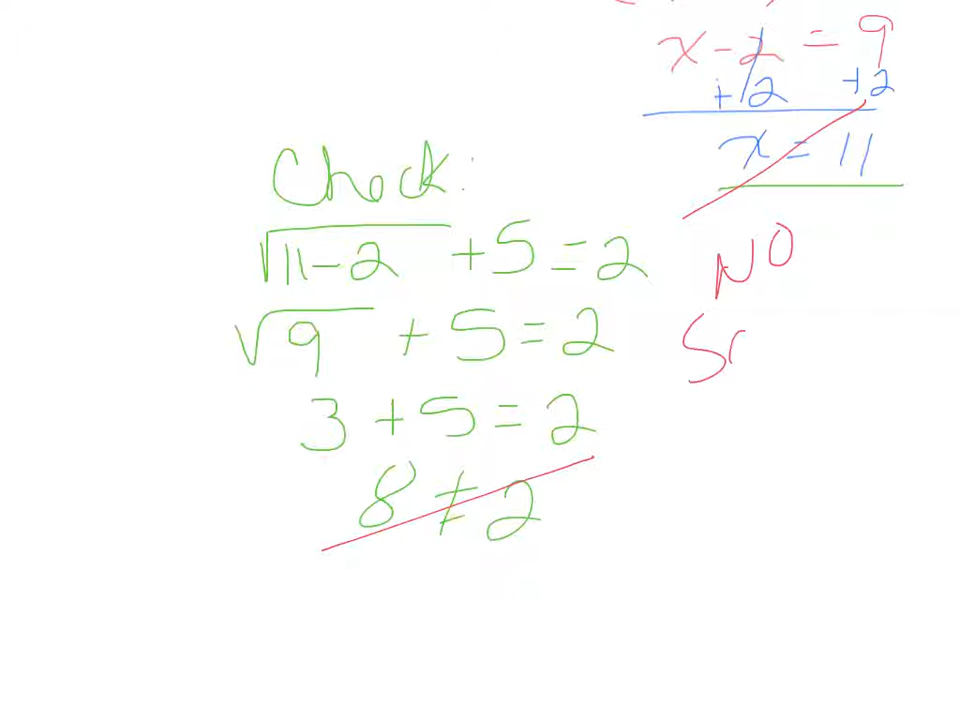 x - 2 = 9
+2 +2
x = 11
Check:
√11-2 + 5 = 2
√9 + 5 = 2
3 + 5 = 2
8 ≠ 2
NO